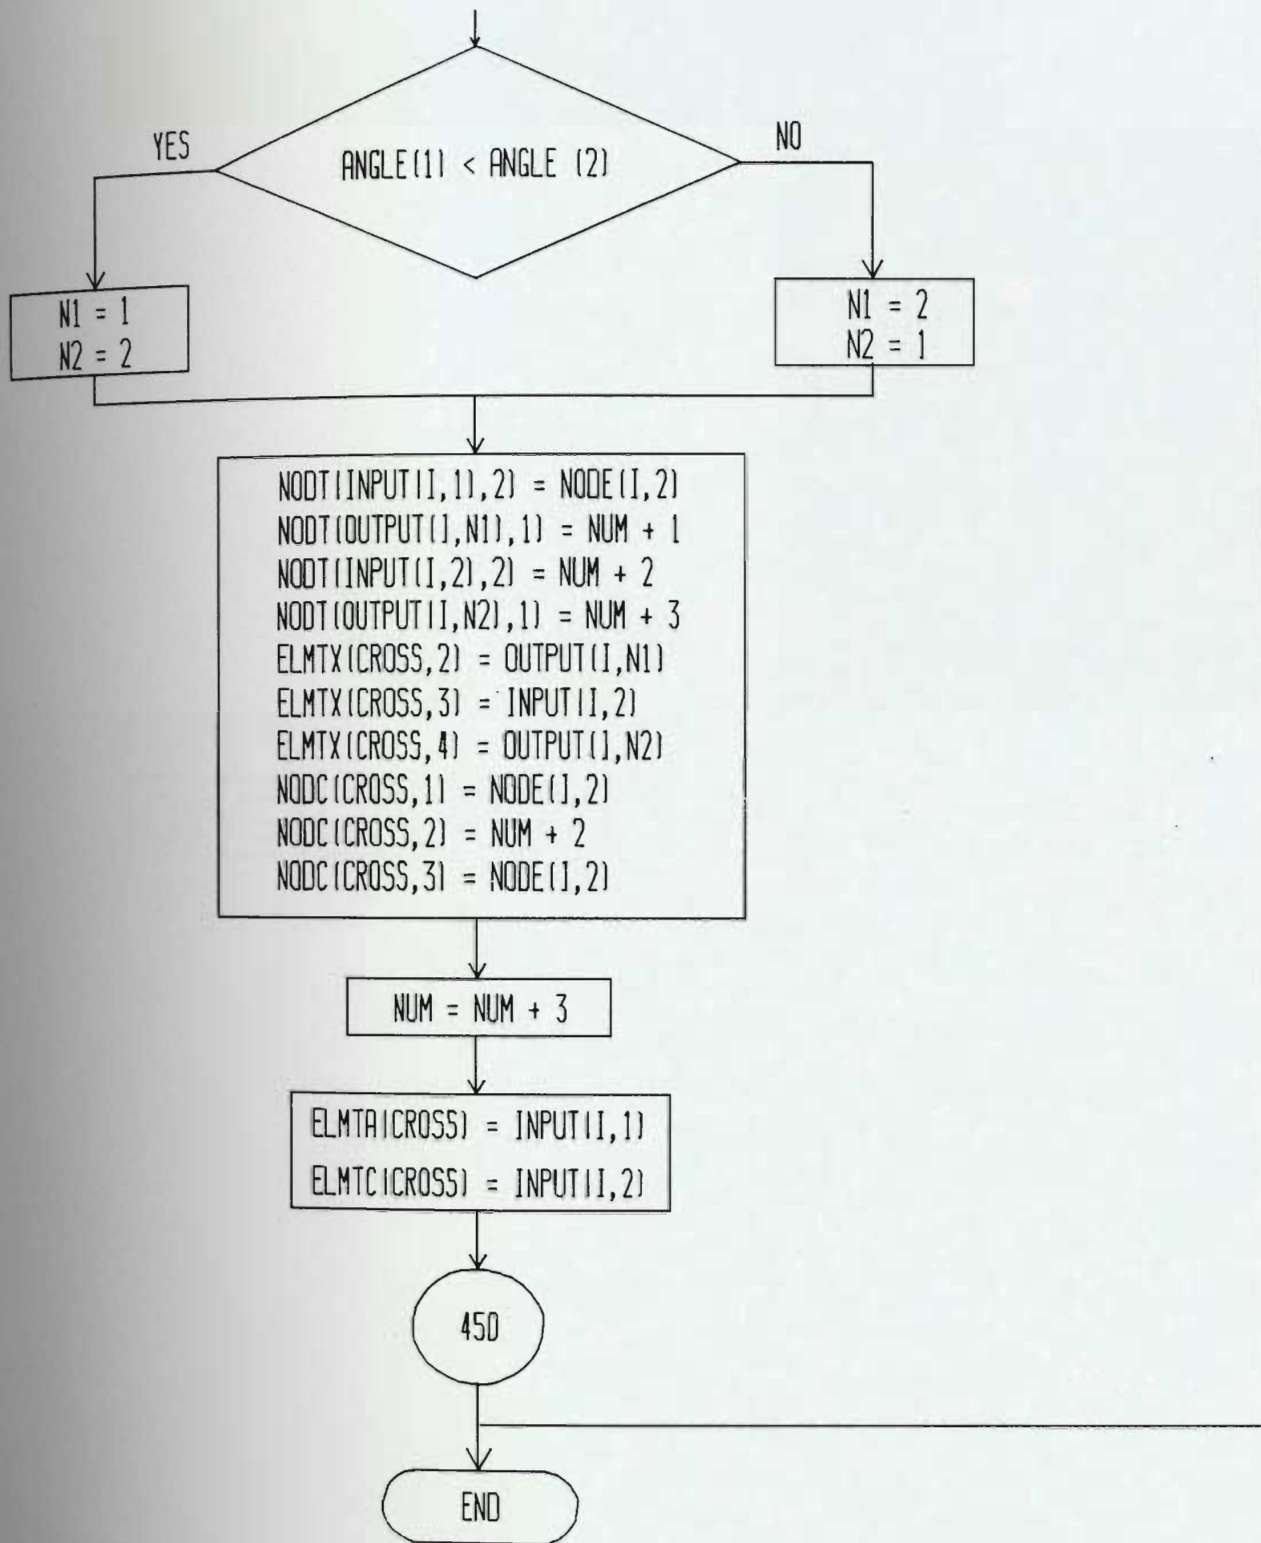 ANGLE(1) < ANGLE (2)
YES
NO
N1 = 1
N2 = 2
N1 = 2
N2 = 1
NODT(INPUT(I,1),2) = NODE(I,2)
NODT(OUTPUT(I,N1),1) = NUM + 1
NODT(INPUT(I,2),2) = NUM + 2
NODT(OUTPUT(I,N2),1) = NUM + 3
ELMTX(CROSS,2) = OUTPUT(I,N1)
ELMTX(CROSS,3) = INPUT(I,2)
ELMTX(CROSS,4) = OUTPUT(I,N2)
NODC(CROSS,1) = NODE(I,2)
NODC(CROSS,2) = NUM + 2
NODC(CROSS,3) = NODE(I,2)
NUM = NUM + 3
ELMTA(CROSS) = INPUT(I,1)
ELMTC(CROSS) = INPUT(I,2)
450
END